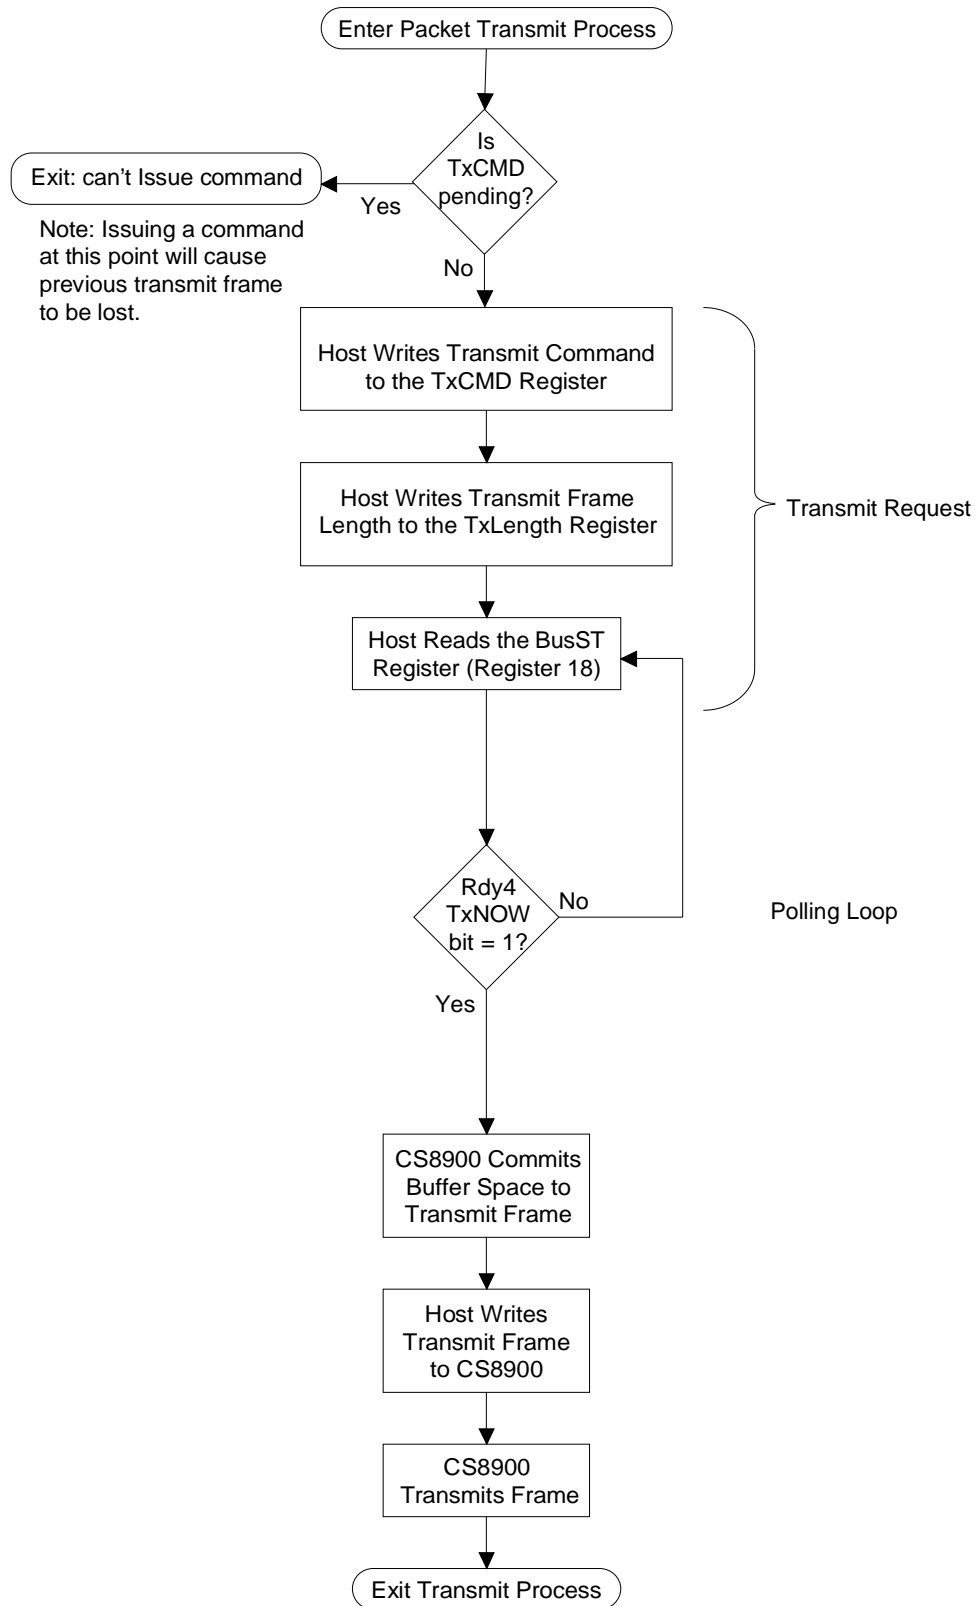 Enter Packet Transmit Process
Is
TxCMD
pending?
Exit: can't Issue command
Yes
Note: Issuing a command
at this point will cause
previous transmit frame
to be lost.
No
Host Writes Transmit Command
to the TxCMD Register
Host Writes Transmit Frame
Length to the TxLength Register
Transmit Request
Host Reads the BusST
Register (Register 18)
Rdy4
TxNOW
bit = 1?
No
Polling Loop
Yes
CS8900 Commits
Buffer Space to
Transmit Frame
Host Writes
Transmit Frame
to CS8900
CS8900
Transmits Frame
Exit Transmit Process